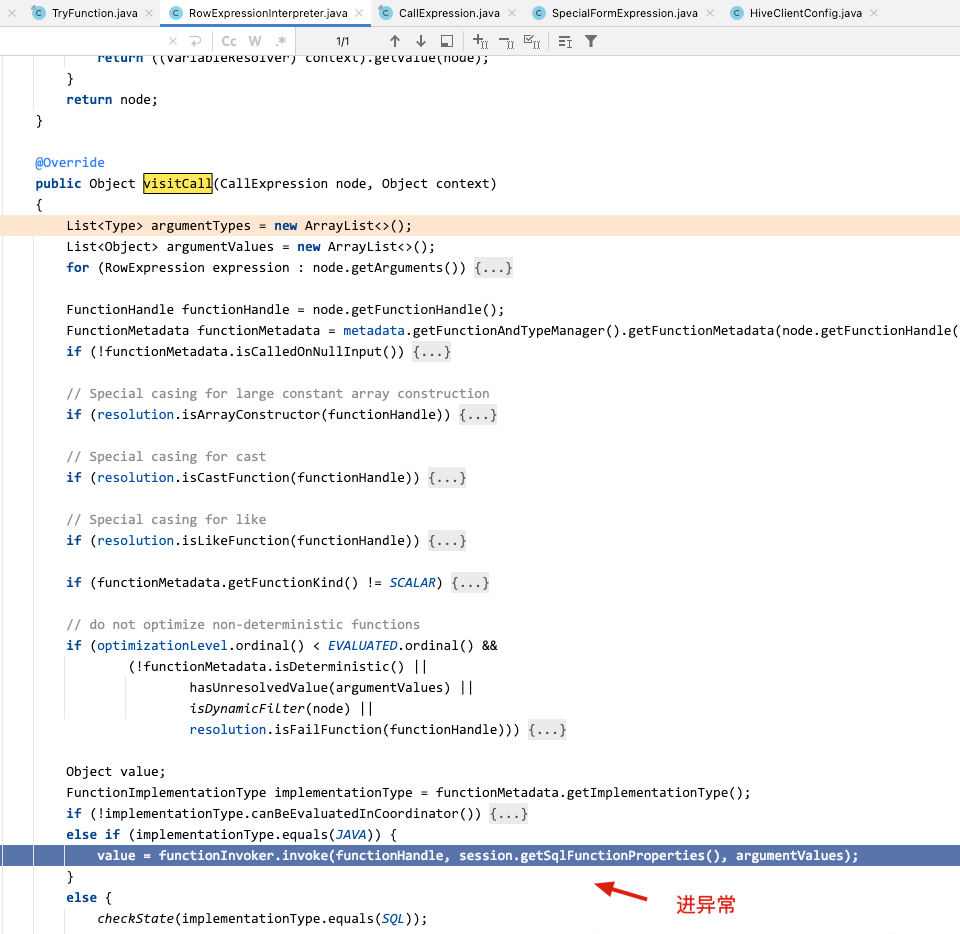 TryFunction.java
RowExpressionInterpreter.java
CallExpression.java
SpecialFormExpression.java
HiveClientConfig.java
Cc W .* 1/1
return ((VariableResolver) context).getValue(node);
}
return node;
}
@Override
public Object visitCall(CallExpression node, Object context)
{
List<Type> argumentTypes = new ArrayList<>();
List<Object> argumentValues = new ArrayList<>();
for (RowExpression expression : node.getArguments()) {...}
FunctionHandle functionHandle = node.getFunctionHandle();
FunctionMetadata functionMetadata = metadata.getFunctionAndTypeManager().getFunctionMetadata(node.getFunctionHandle(
if (!functionMetadata.isCalledOnNullInput()) {...}
// Special casing for large constant array construction
if (resolution.isArrayConstructor(functionHandle)) {...}
// Special casing for cast
if (resolution.isCastFunction(functionHandle)) {...}
// Special casing for like
if (resolution.isLikeFunction(functionHandle)) {...}
if (functionMetadata.getFunctionKind() != SCALAR) {...}
// do not optimize non-deterministic functions
if (optimizationLevel.ordinal() < EVALUATED.ordinal() &&
(!functionMetadata.isDeterministic() ||
hasUnresolvedValue(argumentValues) ||
isDynamicFilter(node) ||
resolution.isFailFunction(functionHandle))) {...}
Object value;
FunctionImplementationType implementationType = functionMetadata.getImplementationType();
if (!implementationType.canBeEvaluatedInCoordinator()) {...}
else if (implementationType.equals(JAVA)) {
value = functionInvoker.invoke(functionHandle, session.getSqlFunctionProperties(), argumentValues);
}
else {
进异常
checkState(implementationType.equals(SQL));